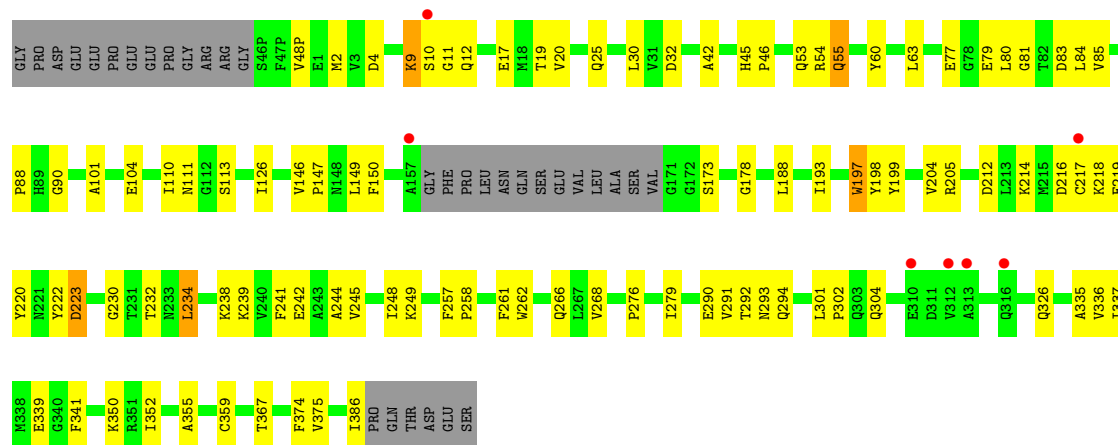 GLY PRO ASP GLU GLU PRO GLU GLU PRO GLY ARG ARG GLY S46P F47P V48P E1 M2 V3 D4 K9 S10 G11 Q12 E17 M18 T19 V20 Q25 L30 V31 D32 A42 H45 P46 Q53 R54 Q55 Y60 L63 E77 G78 E79 L80 G81 T82 D83 L84 V85
P88 H89 G90 A101 E104 I110 N111 G112 S113 I126 V146 P147 N148 L149 F150 A157 GLY PHE PRO LEU ASN GLN SER GLU VAL LEU ALA SER VAL G171 G172 S173 G178 L188 I193 W197 Y198 Y199 V204 R205 D212 L213 K214 M215 D216 C217 K218
Y220 N221 Y222 D223 G230 T231 T232 N233 L234 K238 K239 V240 F241 E242 A243 A244 V245 I248 K249 F257 P258 F261 W262 Q266 L267 V268 P276 I279 E290 V291 T292 N293 Q294 L301 P302 Q303 Q304 E310 D311 V312 A313 Q316 Q326 A335 V336
M338 E339 G340 F341 K350 R351 I352 A355 C359 T367 F374 V375 I386 PRO GLN THR ASP GLU SER